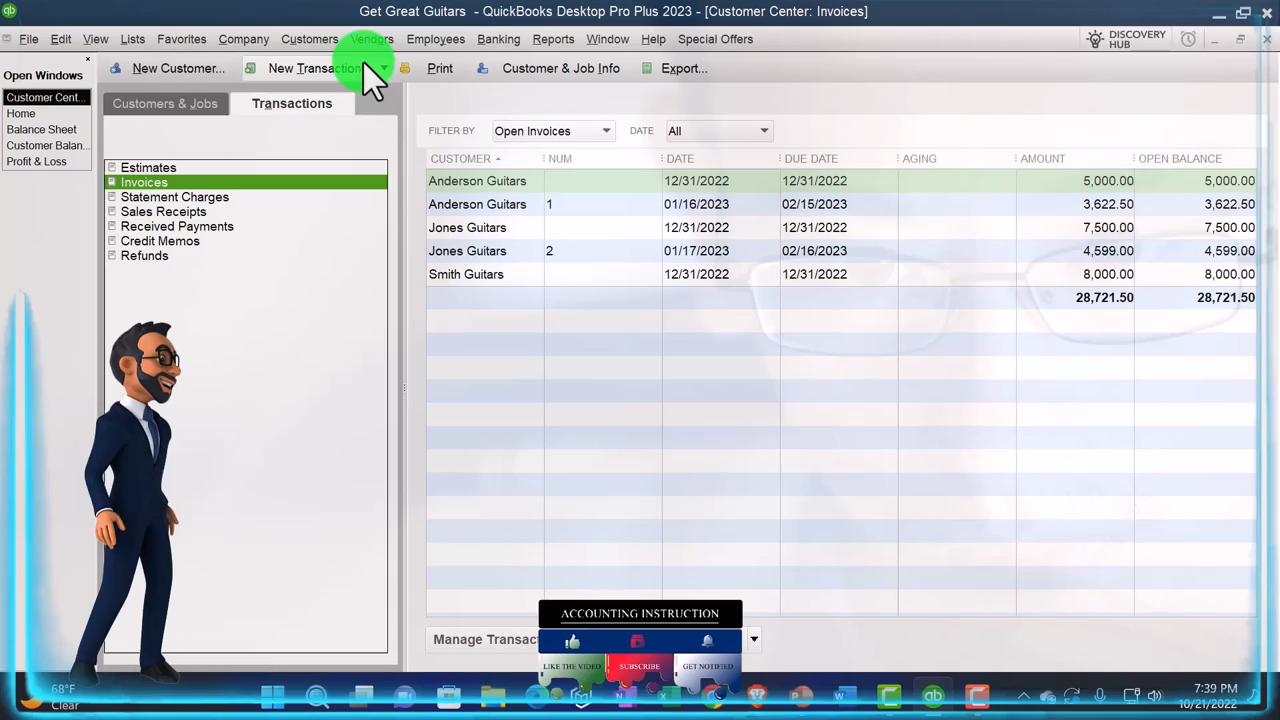 Get Great Guitars - QuickBooks Desktop Pro Plus 2023 - [Customer Center: Invoices]
File Edit View Lists Favorites Company Customers Vendors Employees Banking Reports Window Help Special Offers DISCOVERY HUB
Open Windows New Customer... New Transaction Print Customer & Job Info Export...
Customer Cent...
Home
Balance Sheet
Customer Balan...
Profit & Loss
Customers & Jobs Transactions
Estimates
Invoices
Statement Charges
Sales Receipts
Received Payments
Credit Memos
Refunds
FILTER BY Open Invoices DATE All
CUSTOMER NUM DATE DUE DATE AGING AMOUNT OPEN BALANCE
Anderson Guitars 12/31/2022 12/31/2022 5,000.00 5,000.00
Anderson Guitars 1 01/16/2023 02/15/2023 3,622.50 3,622.50
Jones Guitars 12/31/2022 12/31/2022 7,500.00 7,500.00
Jones Guitars 2 01/17/2023 02/16/2023 4,599.00 4,599.00
Smith Guitars 12/31/2022 12/31/2022 8,000.00 8,000.00
28,721.50 28,721.50
ACCOUNTING INSTRUCTION
Manage Transac
LIKE THE VIDEO SUBSCRIBE GET NOTIFIED
68°F
Clear
7:39 PM
10/21/2022